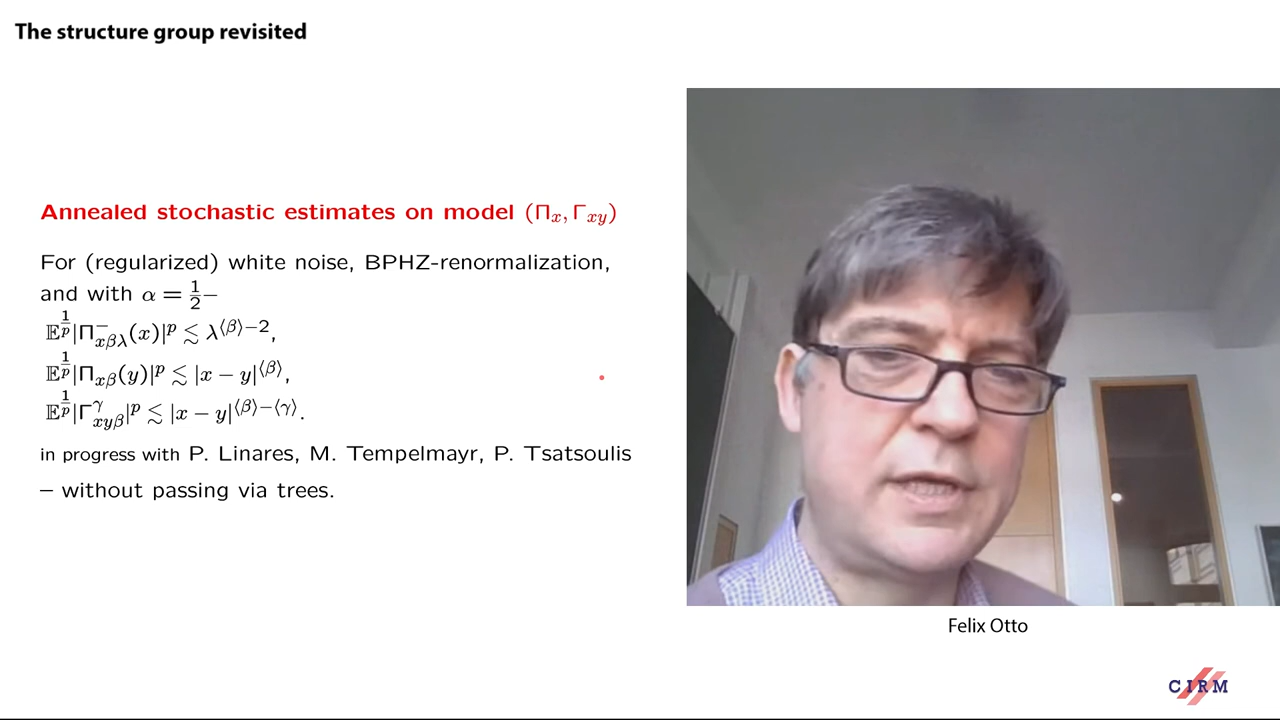 The structure group revisited
Annealed stochastic estimates on model (Π_x, Γ_{xy})
For (regularized) white noise, BPHZ-renormalization,
and with α = 1/2−
𝔼^{1/p}|Π^−_{xβλ}(x)|^p ≲ λ^{⟨β⟩−2},
𝔼^{1/p}|Π_{xβ}(y)|^p ≲ |x − y|^{⟨β⟩},
𝔼^{1/p}|Γ^γ_{xyβ}|^p ≲ |x − y|^{⟨β⟩−⟨γ⟩}.
in progress with P. Linares, M. Tempelmayr, P. Tsatsoulis
– without passing via trees.
Felix Otto
CIRM